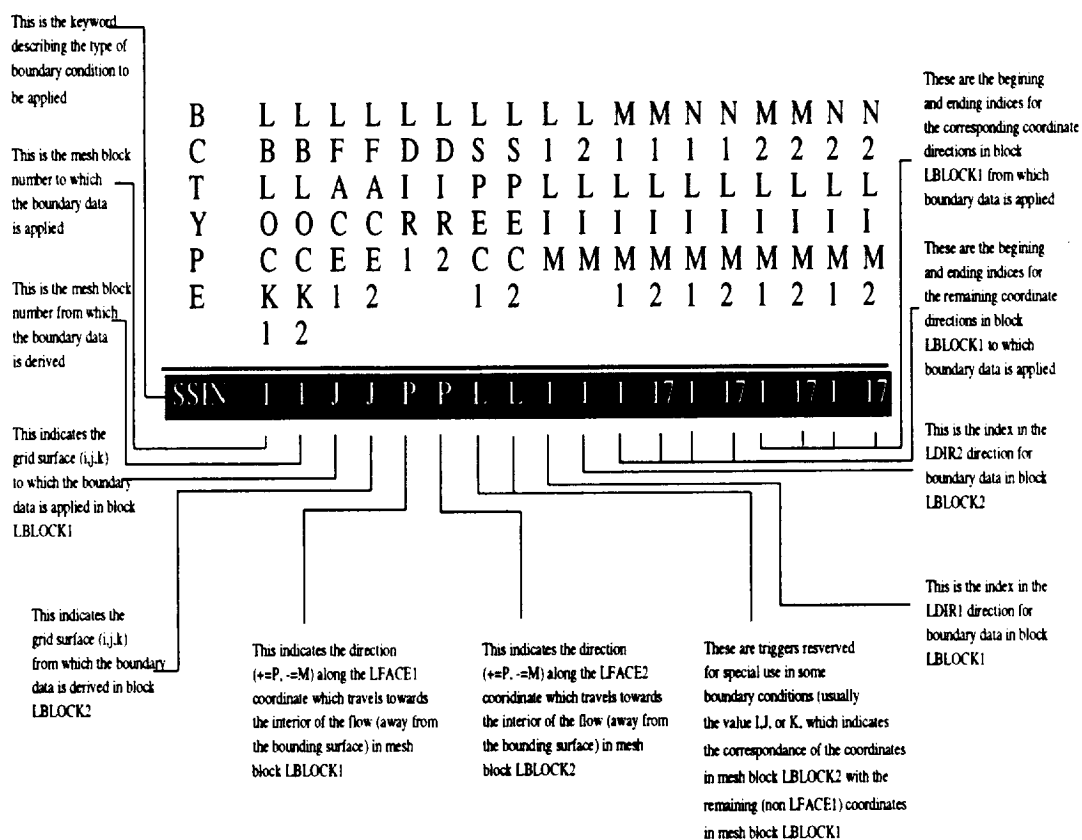 This is the keyword
describing the type of
boundary condition to
be applied
This is the mesh block
number to which
the boundary data
is applied
This is the mesh block
number from which
the boundary data
is derived
This indicates the
grid surface (i,j,k)
to which the boundary
data is applied in block
LBLOCK1
This indicates the
grid surface (i,j,k)
from which the boundary
data is derived in block
LBLOCK2
B L L L L L L L L L L M M N N M M N N
C B B F F D D S S 1 2 1 1 1 1 2 2 2 2
T L L A A I I P P L L L L L L L L L L
Y O O C C R R E E I I I I I I I I I I
P C C E E 1 2 C C M M M M M M M M M M
E K K 1 2 1 2 1 2 1 2 1 2 1 2
1 2
SSIN 1 1 J J P P L L 1 1 1 17 1 17 1 17 1 17
This indicates the direction
(+=P, -=M) along the LFACE1
coordinate which travels towards
the interior of the flow (away from
the bounding surface) in mesh
block LBLOCK1
This indicates the direction
(+=P, -=M) along the LFACE2
cooridnate which travels towards
the interior of the flow (away from
the bounding surface) in mesh
block LBLOCK2
These are triggers resverved
for special use in some
boundary conditions (usually
the value I,J, or K, which indicates
the correspondance of the coordinates
in mesh block LBLOCK2 with the
remaining (non LFACE1) coordinates
in mesh block LBLOCK1
These are the begining
and ending indices for
the corresponding coordinate
directions in block
LBLOCK1 from which
boundary data is applied
These are the begining
and ending indices for
the remaining coordinate
directions in block
LBLOCK1 to which
boundary data is applied
This is the index in the
LDIR2 direction for
boundary data in block
LBLOCK2
This is the index in the
LDIR1 direction for
boundary data in block
LBLOCK1